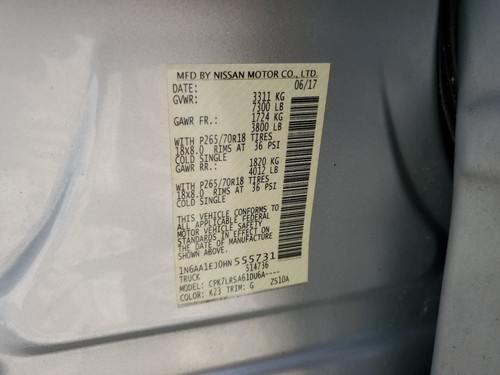 MFD BY NISSAN MOTOR CO., LTD.
DATE: 06/17
GVWR: 3311 KG
7300 LB
GAWR FR.: 1724 KG
3800 LB
WITH P265/70R18 TIRES
18X8.0 RIMS AT 36 PSI
COLD SINGLE
GAWR RR.: 1820 KG
4012 LB
WITH P265/70R18 TIRES
18X8.0 RIMS AT 36 PSI
COLD SINGLE
THIS VEHICLE CONFORMS TO
ALL APPLICABLE FEDERAL
MOTOR VEHICLE SAFETY
STANDARDS IN EFFECT ON
THE DATE OF MANUFACTURE
SHOWN ABOVE.
1N6AA1EJ0HN 555731
TRUCK 514736
MODEL: CPK7LRSA61DU6A----
COLOR: K23 TRIM: G ZS10A